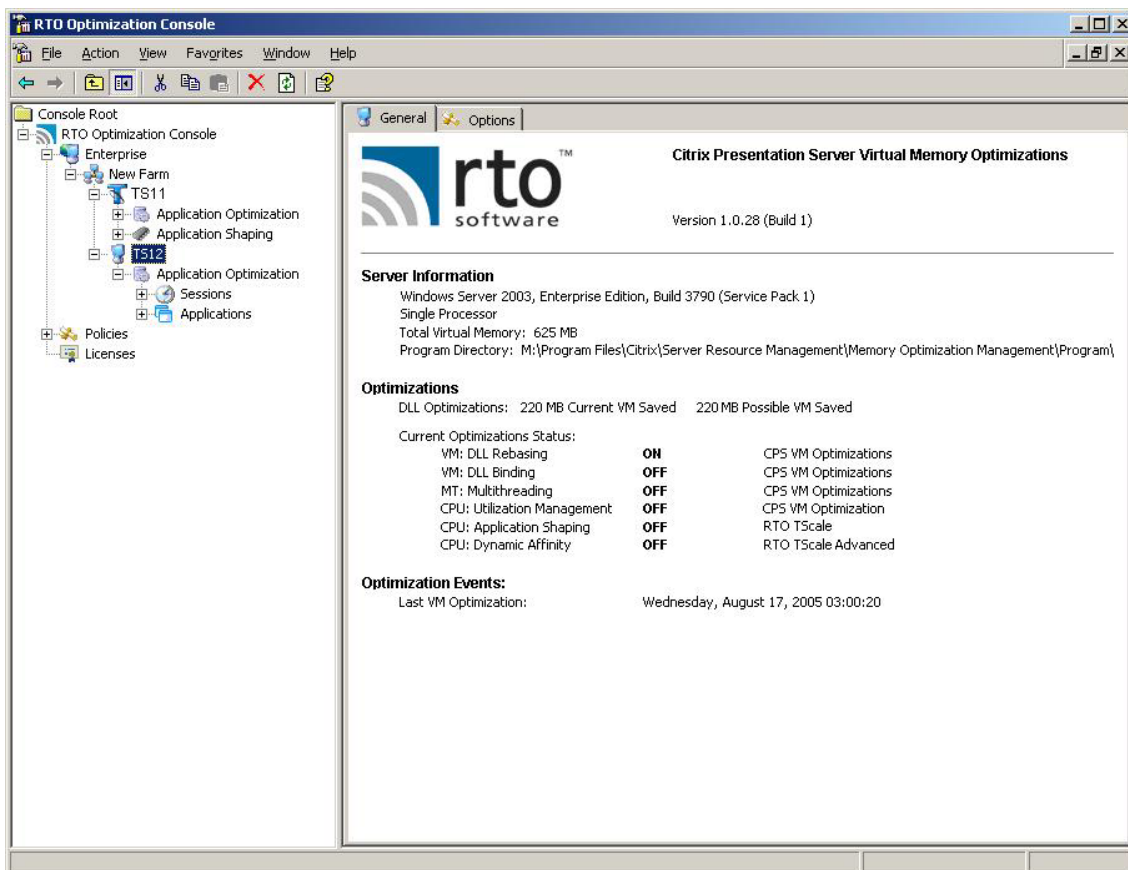 RTO Optimization Console
File Action View Favorites Window Help
Console Root
RTO Optimization Console
Enterprise
New Farm
TS11
Application Optimization
Application Shaping
TS12
Application Optimization
Sessions
Applications
Policies
Licenses
General Options
rto™
software
Citrix Presentation Server Virtual Memory Optimizations
Version 1.0.28 (Build 1)
Server Information
Windows Server 2003, Enterprise Edition, Build 3790 (Service Pack 1)
Single Processor
Total Virtual Memory: 625 MB
Program Directory: M:\Program Files\Citrix\Server Resource Management\Memory Optimization Management\Program\
Optimizations
DLL Optimizations: 220 MB Current VM Saved 220 MB Possible VM Saved
Current Optimizations Status:
VM: DLL Rebasing ON CPS VM Optimizations
VM: DLL Binding OFF CPS VM Optimizations
MT: Multithreading OFF CPS VM Optimizations
CPU: Utilization Management OFF CPS VM Optimization
CPU: Application Shaping OFF RTO TScale
CPU: Dynamic Affinity OFF RTO TScale Advanced
Optimization Events:
Last VM Optimization: Wednesday, August 17, 2005 03:00:20